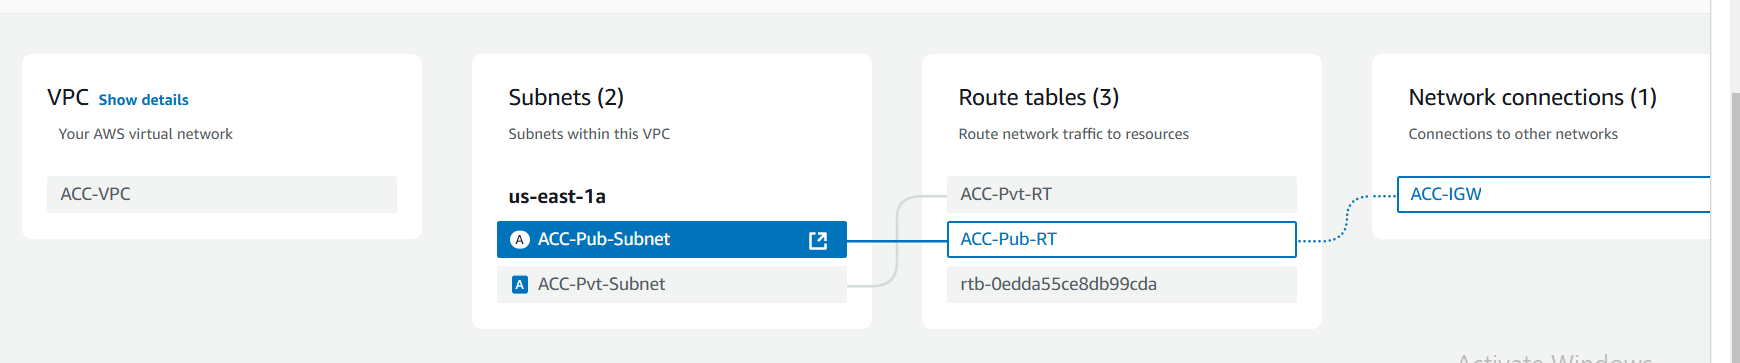 VPC Show details
Your AWS virtual network
ACC-VPC
Subnets (2)
Subnets within this VPC
us-east-1a
A ACC-Pub-Subnet
A ACC-Pvt-Subnet
Route tables (3)
Route network traffic to resources
ACC-Pvt-RT
ACC-Pub-RT
rtb-0edda55ce8db99cda
Network connections (1)
Connections to other networks
ACC-IGW
Activate Windows